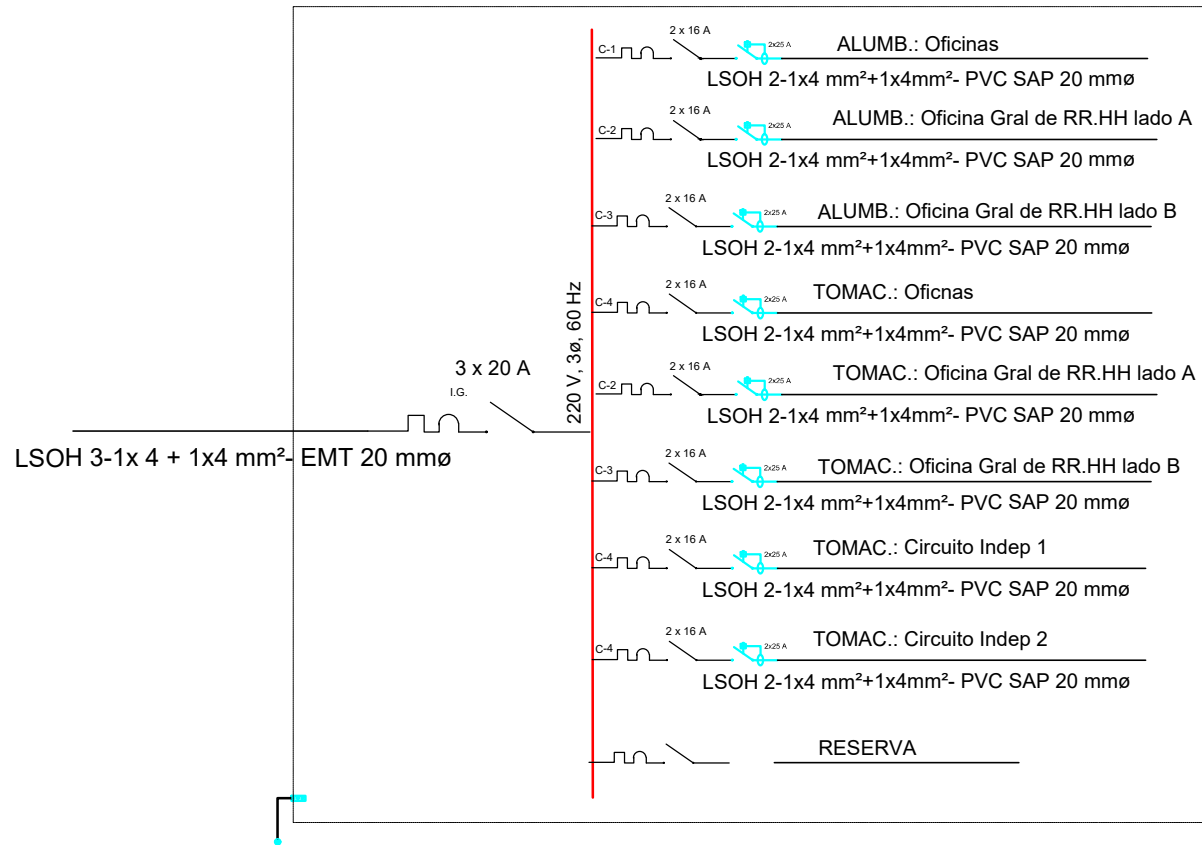 2 x 16 A
C-1
2x25 A
ALUMB.: Oficinas
LSOH 2-1x4 mm²+1x4mm²- PVC SAP 20 mmø
2 x 16 A
C-2
2x25 A
ALUMB.: Oficina Gral de RR.HH lado A
LSOH 2-1x4 mm²+1x4mm²- PVC SAP 20 mmø
2 x 16 A
C-3
2x25 A
ALUMB.: Oficina Gral de RR.HH lado B
LSOH 2-1x4 mm²+1x4mm²- PVC SAP 20 mmø
2 x 16 A
C-4
2x25 A
TOMAC.: Oficnas
LSOH 2-1x4 mm²+1x4mm²- PVC SAP 20 mmø
220 V, 3ø, 60 Hz
3 x 20 A
I.G.
LSOH 3-1x 4 + 1x4 mm²- EMT 20 mmø
2 x 16 A
C-2
2x25 A
TOMAC.: Oficina Gral de RR.HH lado A
LSOH 2-1x4 mm²+1x4mm²- PVC SAP 20 mmø
2 x 16 A
C-3
2x25 A
TOMAC.: Oficina Gral de RR.HH lado B
LSOH 2-1x4 mm²+1x4mm²- PVC SAP 20 mmø
2 x 16 A
C-4
2x25 A
TOMAC.: Circuito Indep 1
LSOH 2-1x4 mm²+1x4mm²- PVC SAP 20 mmø
2 x 16 A
C-4
2x25 A
TOMAC.: Circuito Indep 2
LSOH 2-1x4 mm²+1x4mm²- PVC SAP 20 mmø
RESERVA